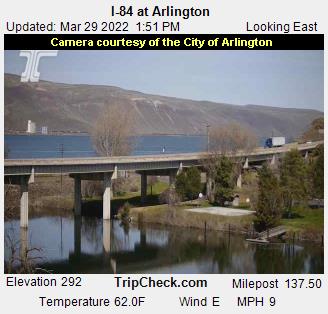 I-84 at Arlington
Updated: Mar 29 2022 1:51 PM Looking East
Camera courtesy of the City of Arlington
Elevation 292 TripCheck.com Milepost 137.50
Temperature 62.0F Wind E MPH 9